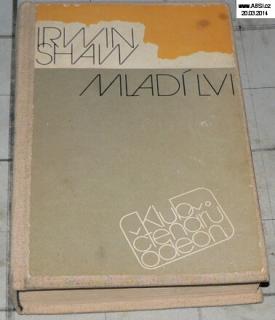 www.ABSI.cz
20.03.2014
IRWIN
SHAW
MLADÍ LVI
klub
čtenářů
odeon